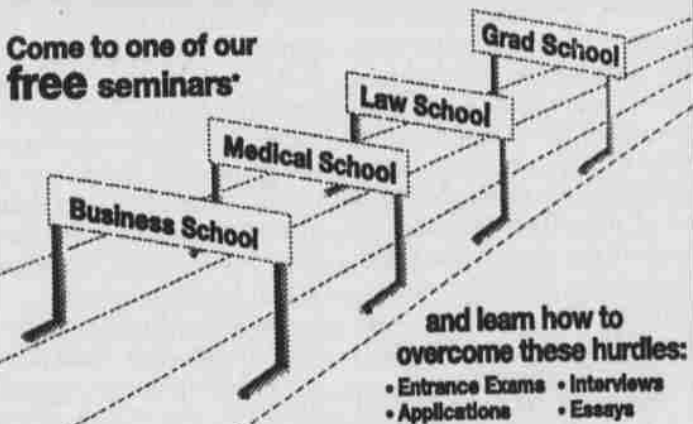 Come to one of our
free seminars*
Grad School
Law School
Medical School
Business School
and learn how to
overcome these hurdles:
• Entrance Exams • Interviews
• Applications • Essays